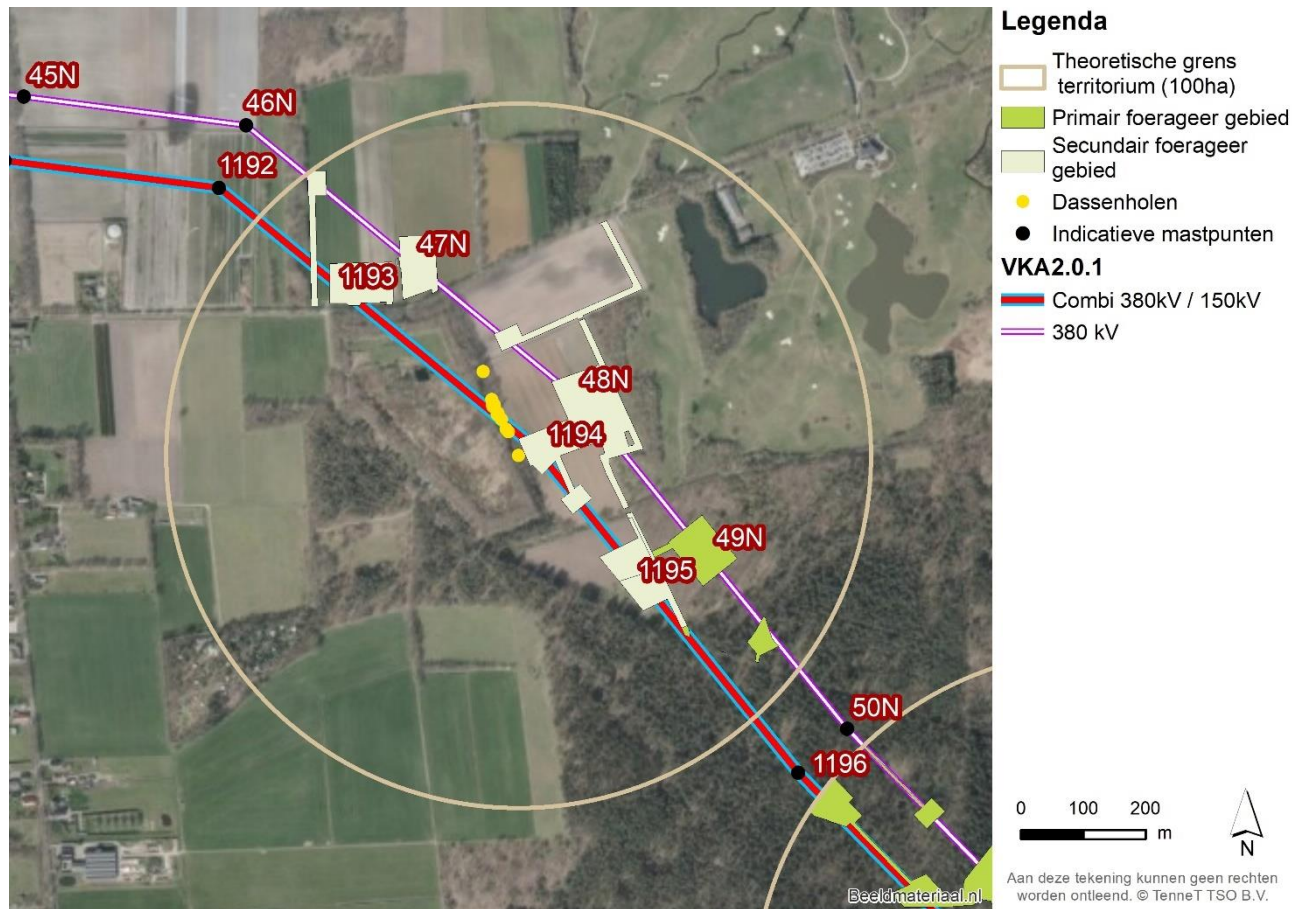 45N
46N
1192
47N
1193
48N
1194
49N
1195
50N
1196
Beeldmateriaal.nl
Legenda
Theoretische grens
territorium (100ha)
Primair foerageer gebied
Secundair foerageer
gebied
Dassenholen
Indicatieve mastpunten
VKA2.0.1
Combi 380kV / 150kV
380 kV
0 100 200
m
N
Aan deze tekening kunnen geen rechten
worden ontleend. © TenneT TSO B.V.